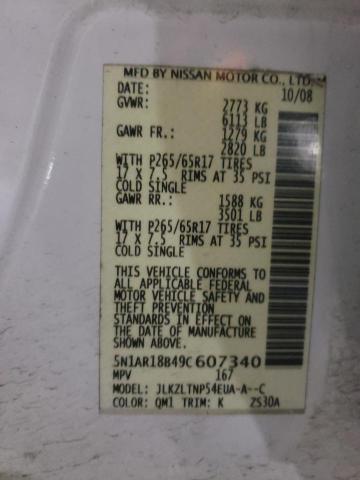 MFD BY NISSAN MOTOR CO., LTD.
DATE: 10/08
GVWR: 2773 KG
6113 LB
GAWR FR.: 1279 KG
2820 LB
WITH P265/65R17 TIRES
17 X 7.5 RIMS AT 35 PSI
COLD SINGLE
GAWR RR.: 1588 KG
3501 LB
WITH P265/65R17 TIRES
17 X 7.5 RIMS AT 35 PSI
COLD SINGLE
THIS VEHICLE CONFORMS TO
ALL APPLICABLE FEDERAL
MOTOR VEHICLE SAFETY AND
THEFT PREVENTION
STANDARDS IN EFFECT ON
THE DATE OF MANUFACTURE
SHOWN ABOVE.
5N1AR18B49C607340
MPV 167
MODEL: JLKZLTNP54EUA-A--C
COLOR: QM1 TRIM: K ZS30A